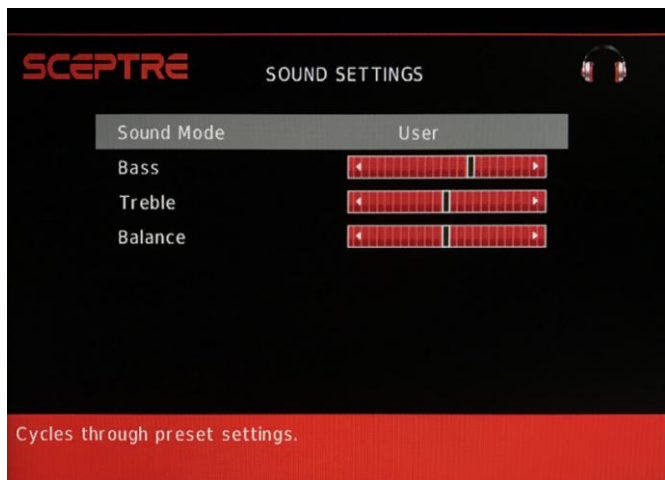 SCEPTRE
SOUND SETTINGS
Sound Mode User
Bass
Treble
Balance
Cycles through preset settings.